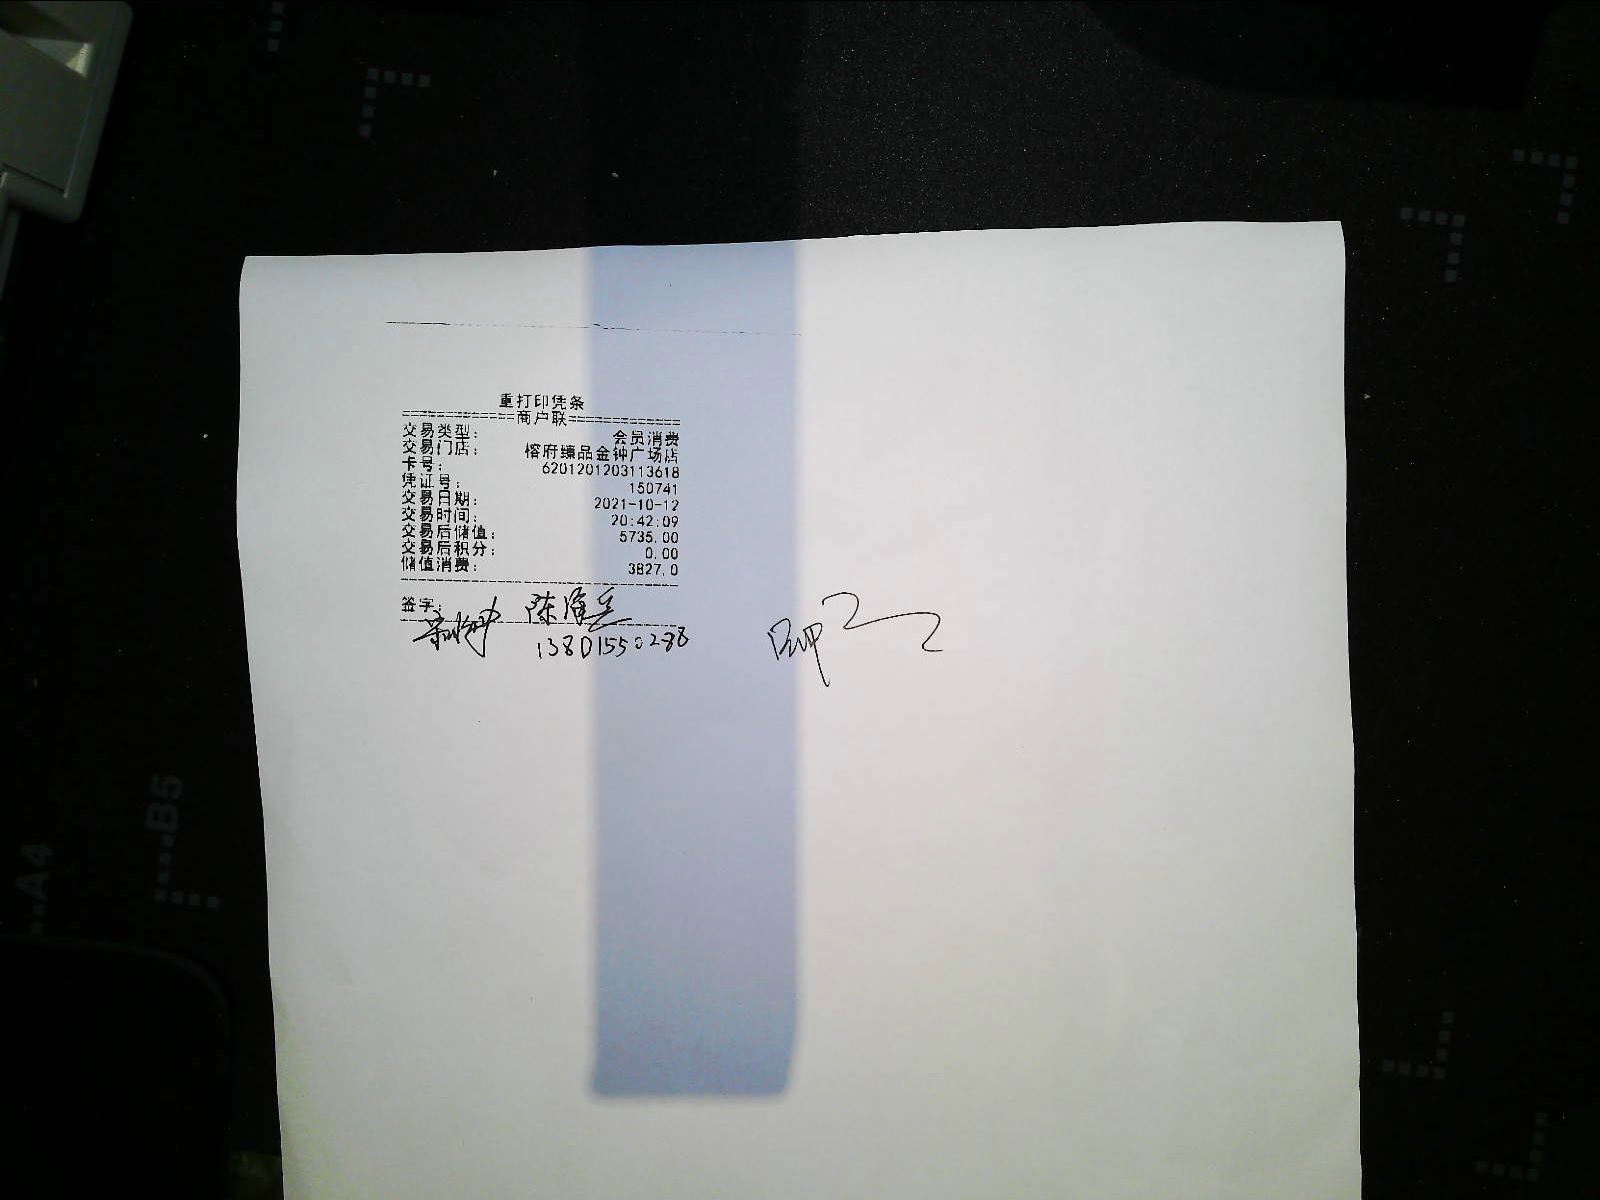 重打印凭条
============商户联============
交易类型： 会员消费
交易门店： 榕府臻品金钟广场店
卡号： 6201201203113618
凭证号： 150741
交易日期： 2021-10-12
交易时间： 20:42:09
交易后储值： 5735.00
交易后积分： 0.00
储值消费： 3827.0
签字：
陈
13801550288
B5
A4